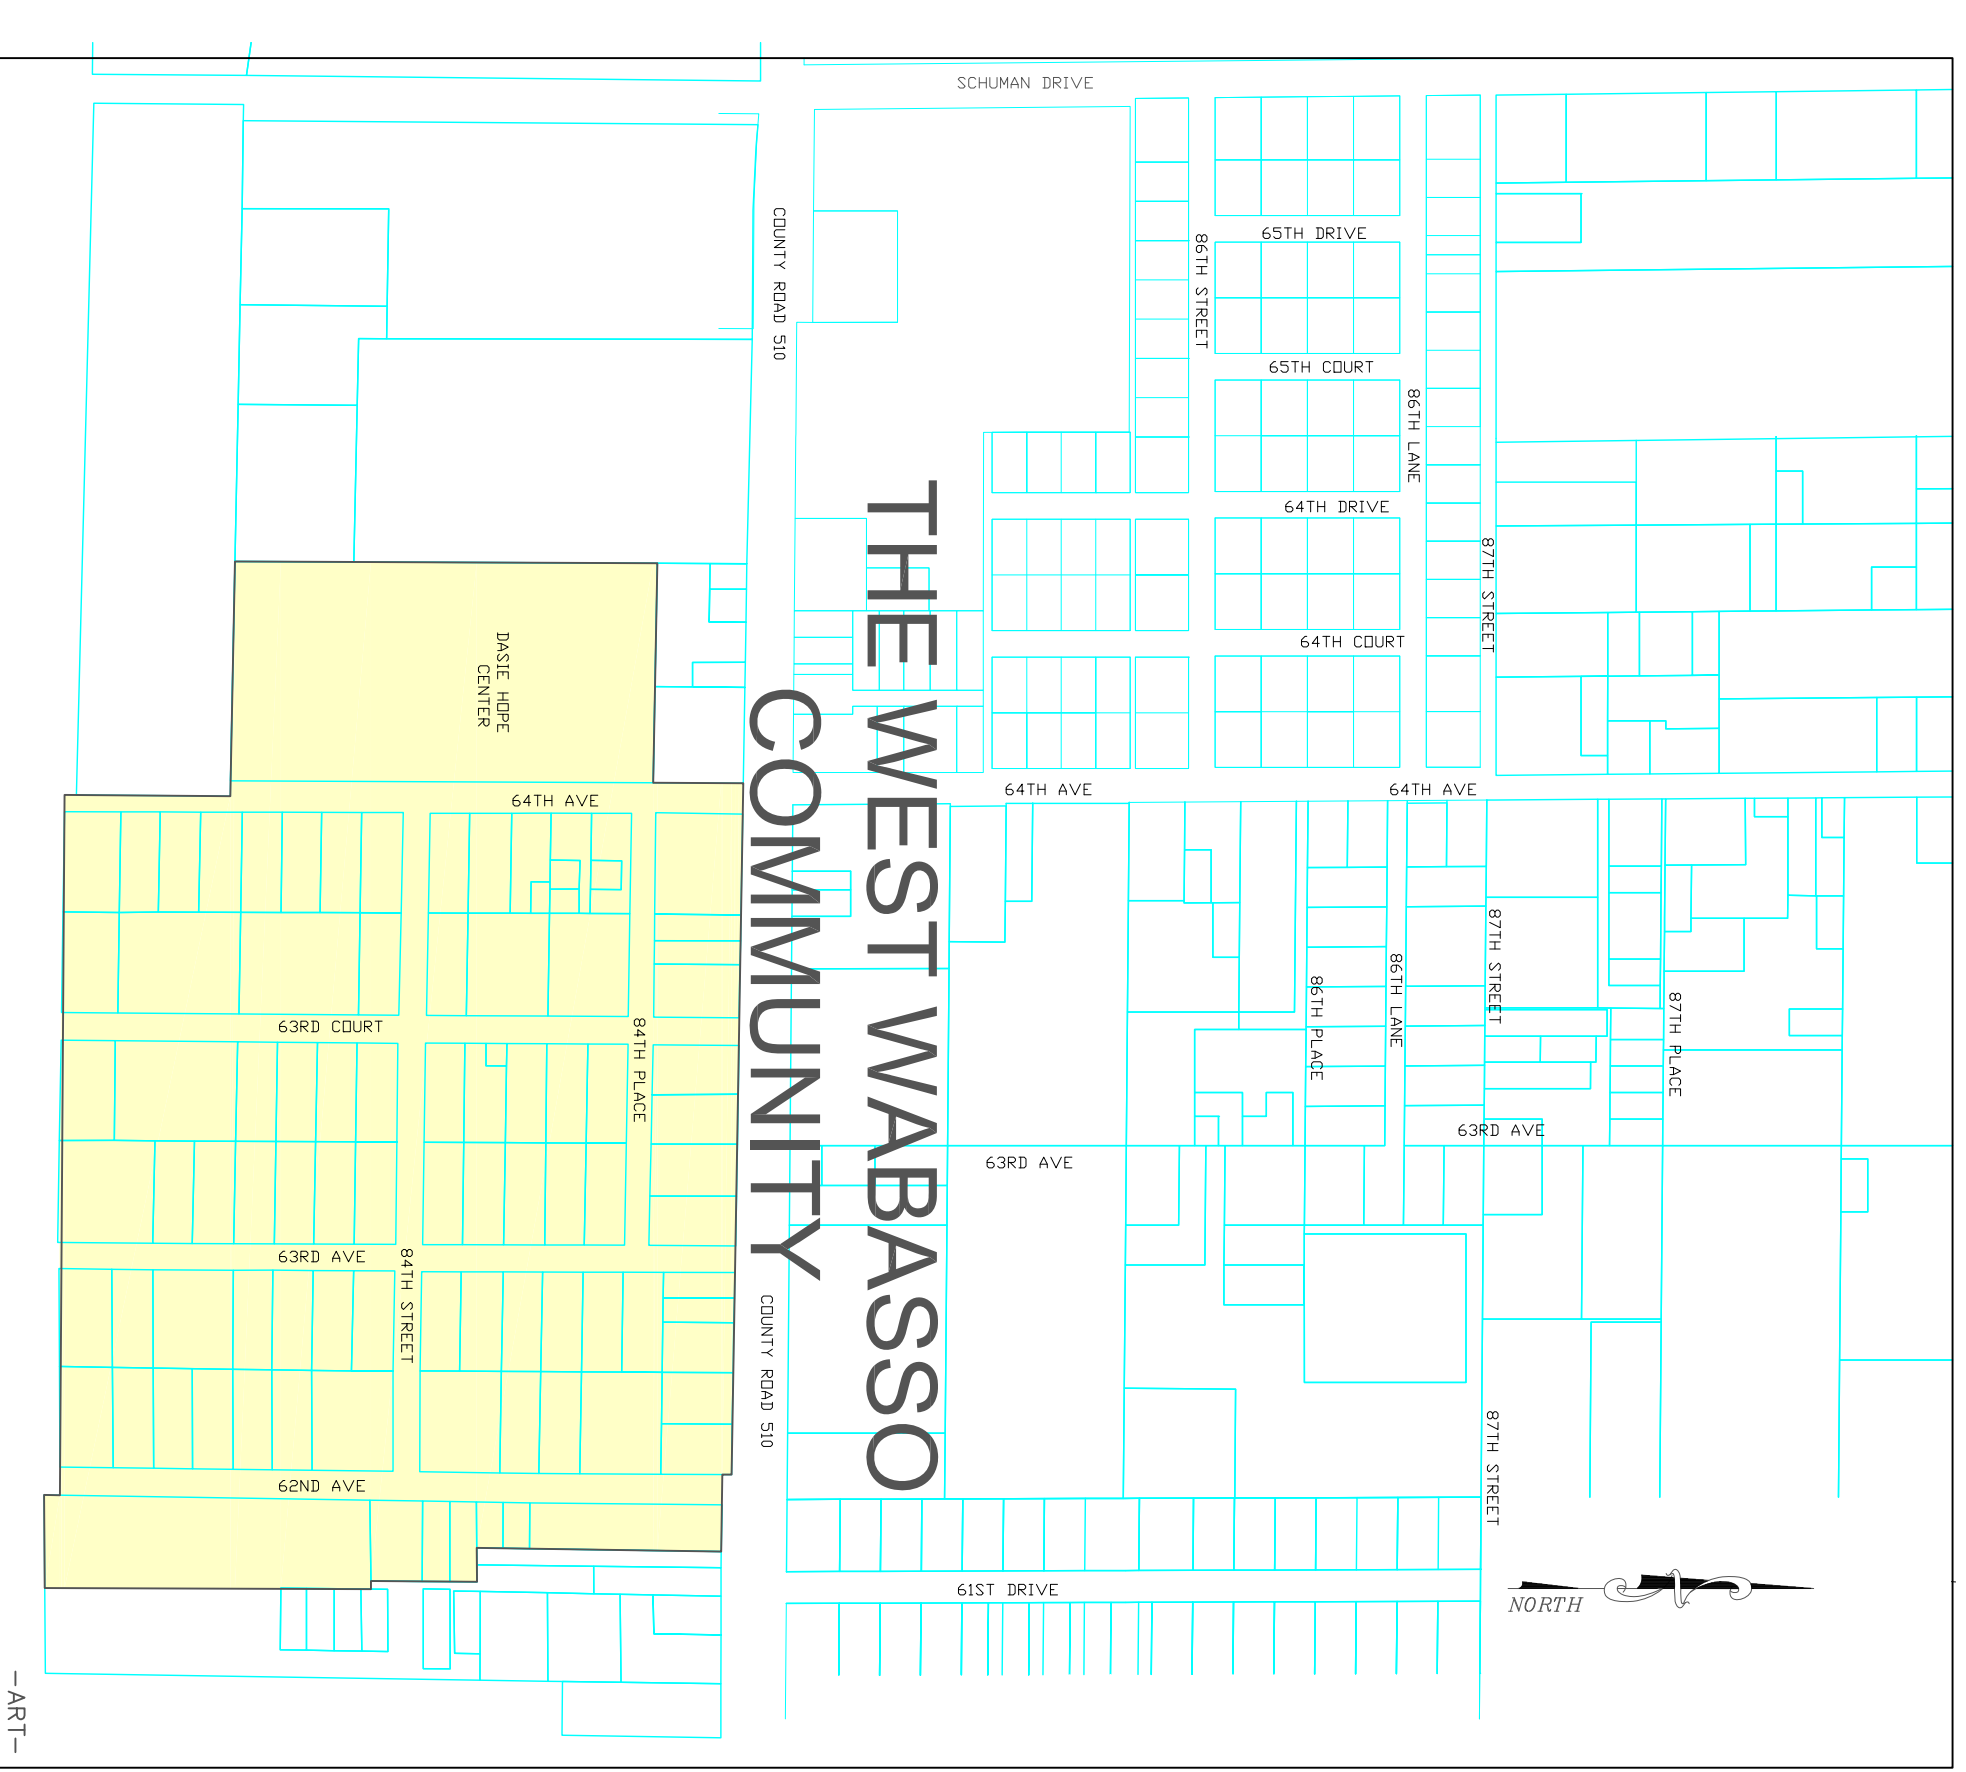 SCHUMAN DRIVE
COUNTY ROAD 510
86TH STREET
65TH DRIVE
65TH COURT
86TH LANE
64TH DRIVE
87TH STREET
64TH COURT
DASIE HOPE
CENTER
THE WEST WABASSO
COMMUNITY
64TH AVE
64TH AVE
64TH AVE
87TH STREET
86TH LANE
86TH PLACE
87TH PLACE
63RD COURT
84TH PLACE
63RD AVE
63RD AVE
63RD AVE
84TH STREET
COUNTY ROAD 510
87TH STREET
62ND AVE
61ST DRIVE
NORTH
-ART-